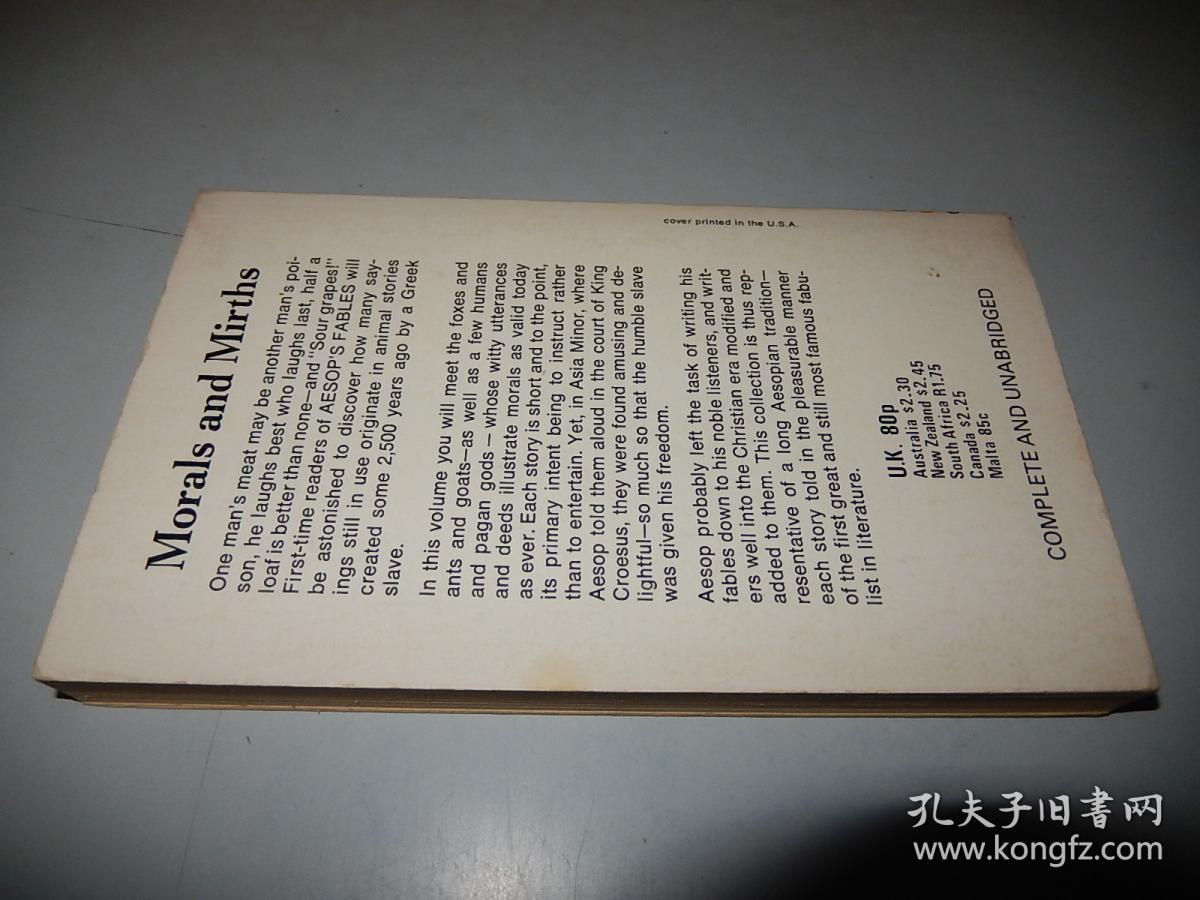 Morals and Mirths
One man's meat may be another man's poi-
son, he laughs best who laughs last, half a
loaf is better than none—and "Sour grapes!"
First-time readers of AESOP'S FABLES will
be astonished to discover how many say-
ings still in use originate in animal stories
created some 2,500 years ago by a Greek
slave.
In this volume you will meet the foxes and
ants and goats—as well as a few humans
and pagan gods—whose witty utterances
and deeds illustrate morals as valid today
as ever. Each story is short and to the point,
its primary intent being to instruct rather
than to entertain. Yet, in Asia Minor, where
Aesop told them aloud in the court of King
Croesus, they were found amusing and de-
lightful—so much so that the humble slave
was given his freedom.
Aesop probably left the task of writing his
fables down to his noble listeners, and writ-
ers well into the Christian era modified and
added to them. This collection is thus rep-
resentative of a long Aesopian tradition—
each story told in the pleasurable manner
of the first great and still most famous fabu-
list in literature.
U.K. 80p
Australia $2.30
New Zealand $2.45
South Africa R1.75
Canada $2.25
Malta 85c
COMPLETE AND UNABRIDGED
cover printed in the U.S.A.
孔夫子旧書网
www.kongfz.com